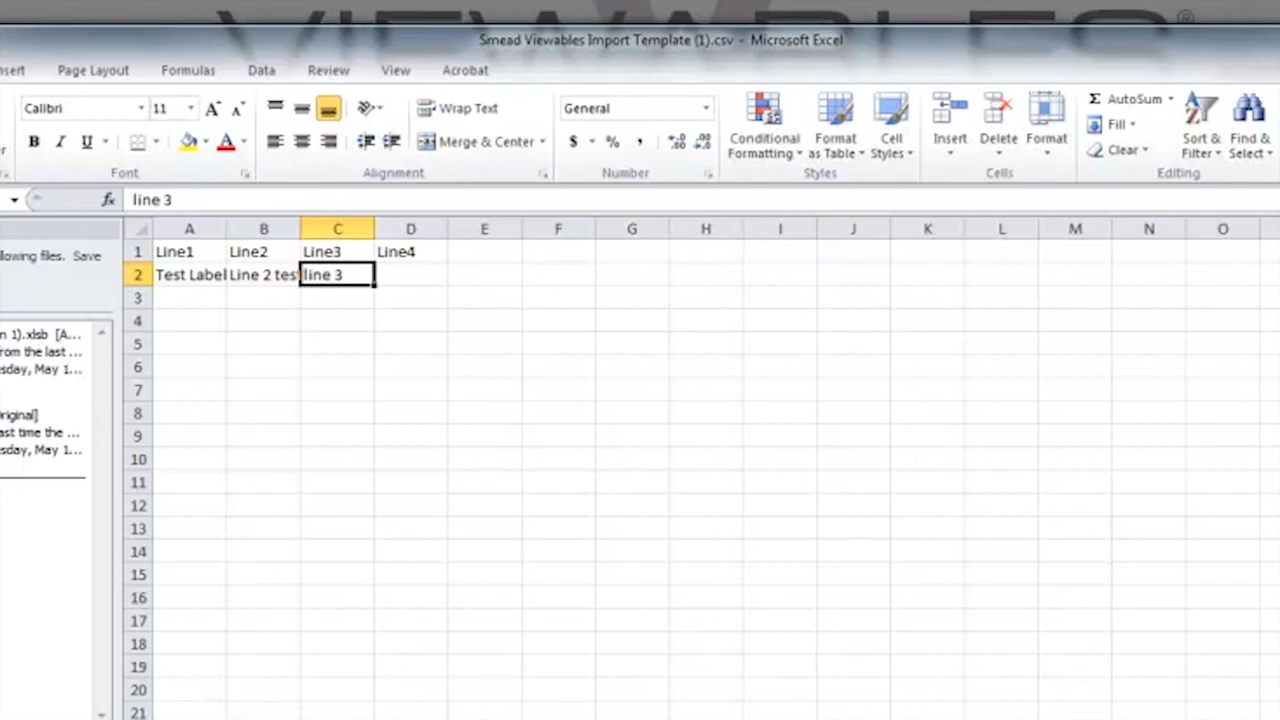 VIEWABLES®
Smead Viewables Import Template (1).csv - Microsoft Excel
nsert Page Layout Formulas Data Review View Acrobat
Calibri 11 Wrap Text General Σ AutoSum
Conditional Formatting Format as Table Cell Styles Insert Delete Format Fill Sort & Filter Find & Select
B I U A Merge & Center $ % , .0 .00 Clear
Font Alignment Number Styles Cells Editing
fx line 3
A B C D E F G H I J K L M N O
1 Line1 Line2 Line3 Line4
2 Test Label Line 2 tes line 3
3
4
5
6
7
8
9
10
11
12
13
14
15
16
17
18
19
20
21
llowing files. Save
n 1).xlsb [A...
rom the last ...
sday, May 1...
riginal]
ast time the ...
sday, May 1...